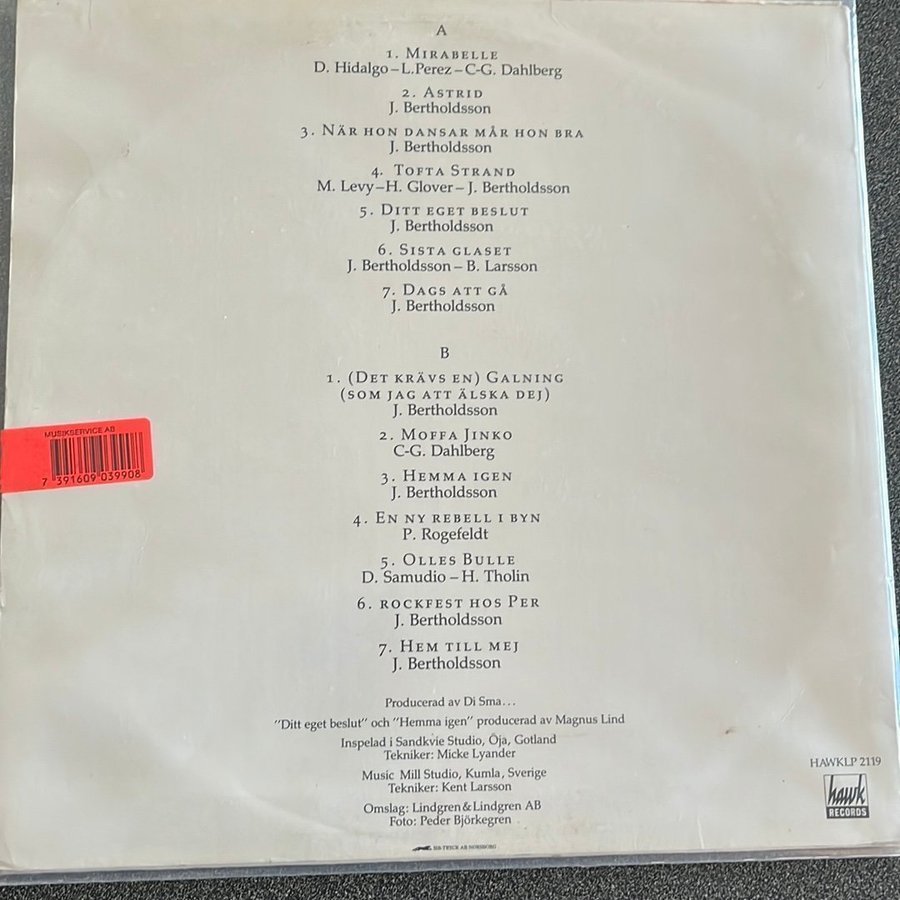 A
1. Mirabelle
D. Hidalgo – L. Perez – C-G. Dahlberg
2. Astrid
J. Bertholdsson
3. När hon dansar mår hon bra
J. Bertholdsson
4. Tofta Strand
M. Levy – H. Glover – J. Bertholdsson
5. Ditt eget beslut
J. Bertholdsson
6. Sista glaset
J. Bertholdsson – B. Larsson
7. Dags att gå
J. Bertholdsson
B
1. (Det krävs en) Galning
(som jag att älska dej)
J. Bertholdsson
2. Moffa Jinko
C-G. Dahlberg
3. Hemma igen
J. Bertholdsson
4. En ny rebell i byn
P. Rogefeldt
5. Olles Bulle
D. Samudio – H. Tholin
6. rockfest hos Per
J. Bertholdsson
7. Hem till mej
J. Bertholdsson
Producerad av Di Sma...
"Ditt eget beslut" och "Hemma igen" producerad av Magnus Lind
Inspelad i Sandkvie Studio, Öja, Gotland
Tekniker: Micke Lyander
Music Mill Studio, Kumla, Sverige
Tekniker: Kent Larsson
Omslag: Lindgren & Lindgren AB
Foto: Peder Björkegren
TRYCK AB NORSBORG
MUSIKSERVICE AB
7 391609 039908
HAWKLP 2119
hawk
RECORDS